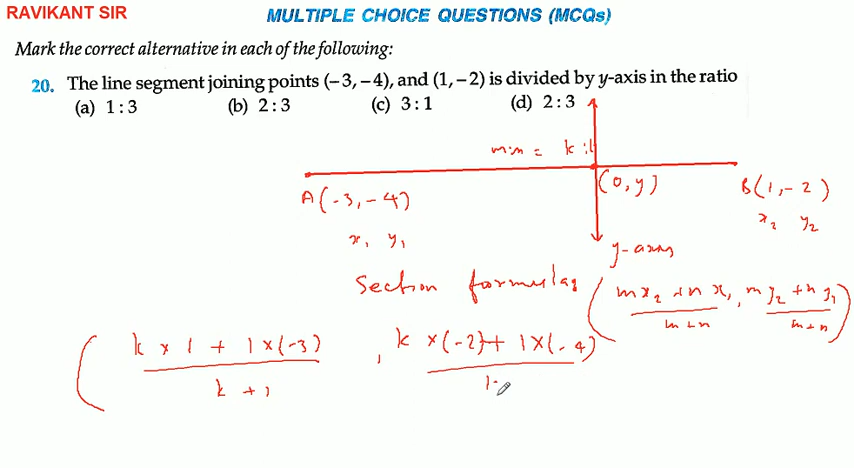 RAVIKANT SIR
MULTIPLE CHOICE QUESTIONS (MCQs)
Mark the correct alternative in each of the following:
20. The line segment joining points (−3, −4), and (1, −2) is divided by y-axis in the ratio
(a) 1 : 3 (b) 2 : 3 (c) 3 : 1 (d) 2 : 3
m:n = k:1
A(-3,-4) (0,y) B(1,-2)
x₁ y₁ x₂ y₂
y-axis
Section formulas (mx₂+nx₁/m+n, my₂+ny₁/m+n)
(k×1+1×(-3)/k+1, k×(-2)+1×(-4)/